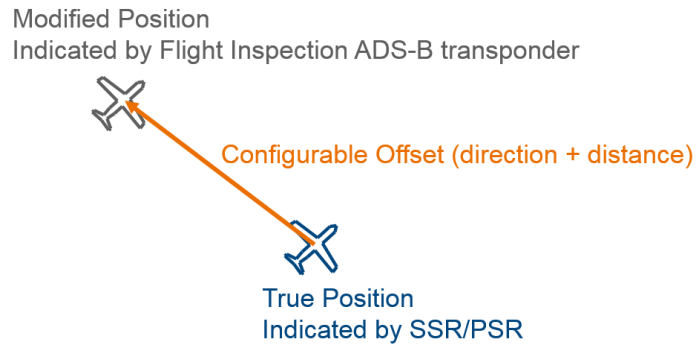 Modified Position
Indicated by Flight Inspection ADS-B transponder
Configurable Offset (direction + distance)
True Position
Indicated by SSR/PSR